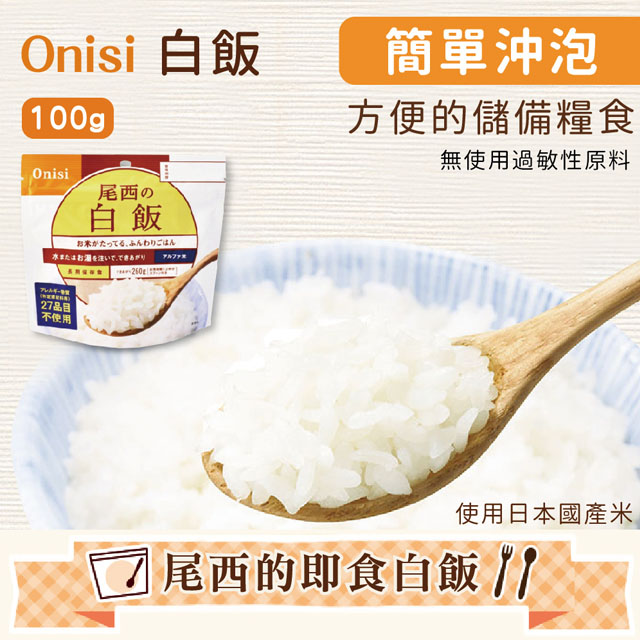 Onisi 白飯
簡單沖泡
100g
方便的儲備糧食
無使用過敏性原料
Onisi
尾西の
白飯
お米がたってる、ふんわりごはん
水またはお湯を注いで、できあがり
アルファ米
長期保存食
260g
アレルギー物質
27品目
不使用
使用日本國產米
尾西的即食白飯